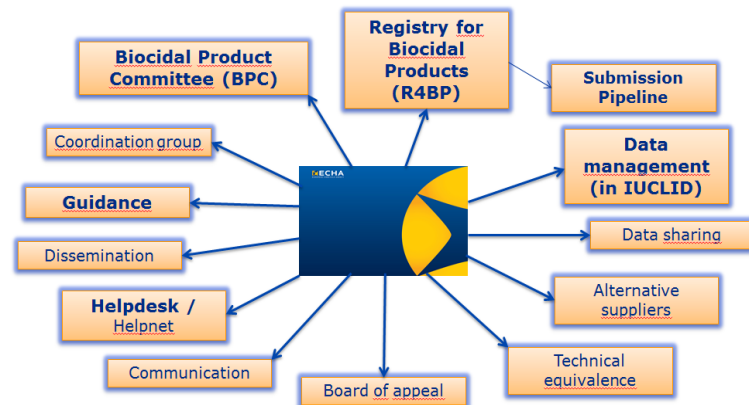 Biocidal Product
Committee (BPC)
Registry for
Biocidal
Products
(R4BP)
Submission
Pipeline
Coordination group
Data
management
(in IUCLID)
ECHA
Guidance
Data sharing
Dissemination
Alternative
suppliers
Helpdesk /
Helpnet
Technical
equivalence
Communication
Board of appeal